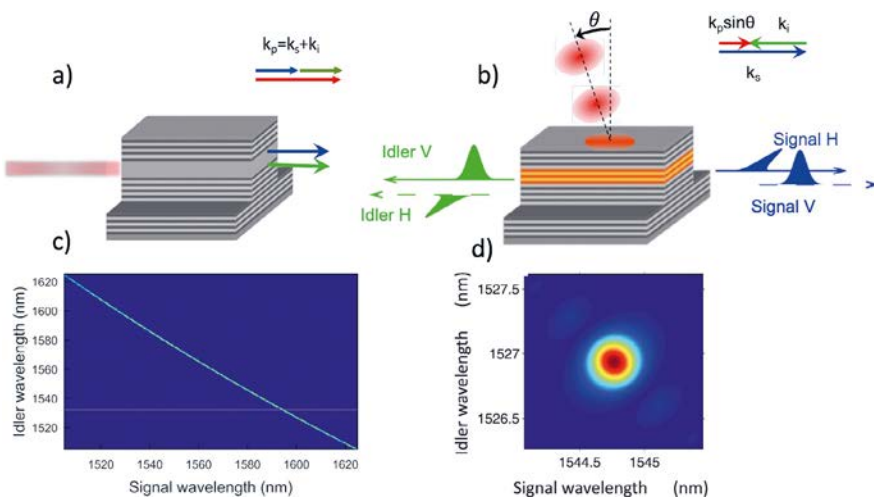 a)
kp=ks+ki
b)
θ
kpsinθ
ki
ks
Idler V
Idler H
Signal H
Signal V
c)
Idler wavelength (nm)
1620
1600
1580
1560
1540
1520
1520
1540
1560
1580
1600
1620
Signal wavelength (nm)
d)
Idler wavelength (nm)
1527.5
1527
1526.5
1544.5
1545
Signal wavelength (nm)